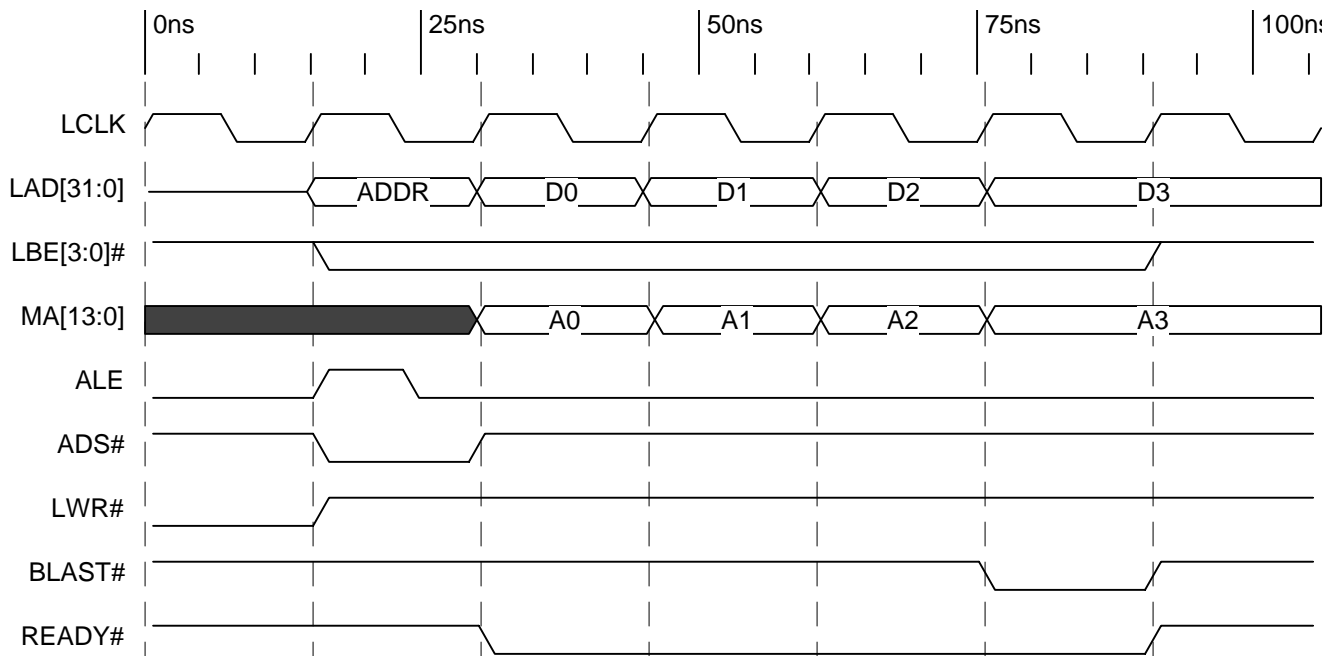 0ns 25ns 50ns 75ns 100ns
LCLK
LAD[31:0] ADDR D0 D1 D2 D3
LBE[3:0]#
MA[13:0] A0 A1 A2 A3
ALE
ADS#
LWR#
BLAST#
READY#